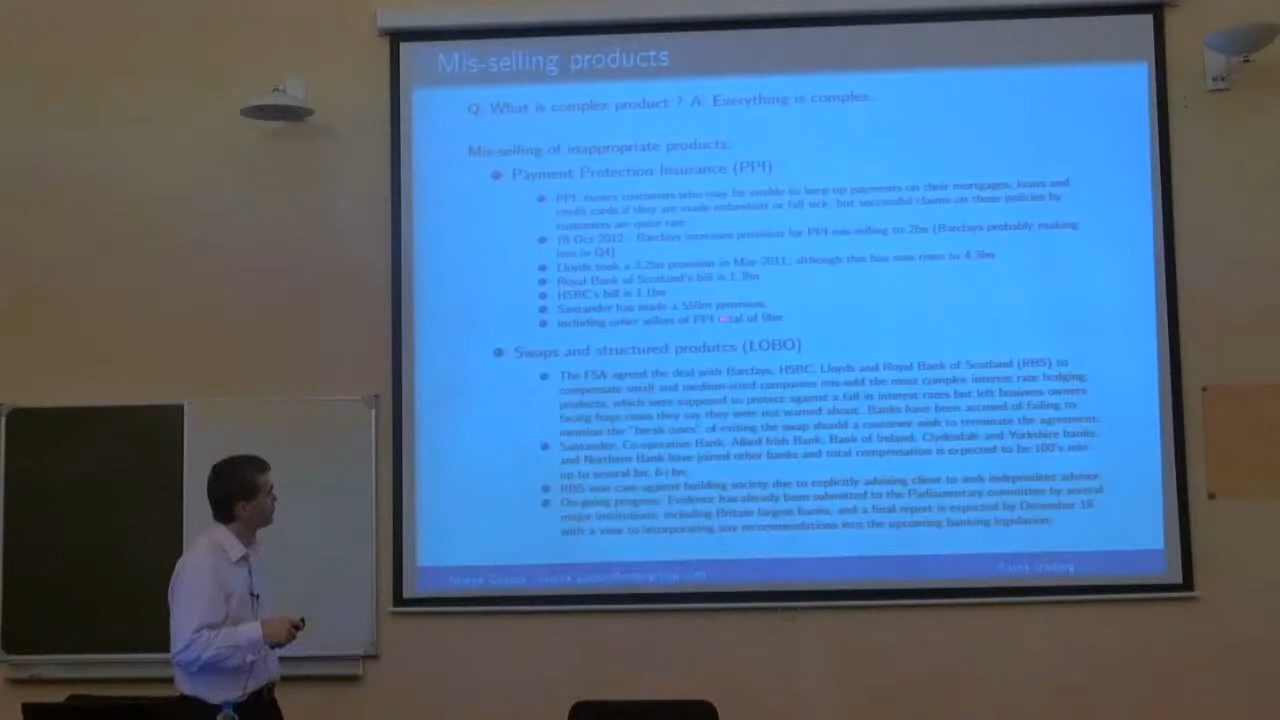 Mis-selling products
Q: What is complex product ? A: Everything is complex.
Mis-selling of inappropriate products:
Payment Protection Insurance (PPI)
PPI covers customers who may be unable to keep up payments on their mortgages, loans and
credit cards if they are made redundant or fall sick, but successful claims on those policies by
customers are quite rare
18 Oct 2012 : Barclays increases provision for PPI mis-selling to 2bn (Barclays probably making
loss in Q4)
Lloyds took a 3.2bn provision in May 2011, although this has now risen to 4.3bn
Royal Bank of Scotland's bill is 1.3bn
HSBC's bill is 1.1bn
Santander has made a 550m provision.
including other sellers of PPI total of 9bn
Swaps and structured produtcs (LOBO)
The FSA agreed the deal with Barclays, HSBC, Lloyds and Royal Bank of Scotland (RBS) to
compensate small and medium-sized companies mis-sold the most complex interest rate hedging
products, which were supposed to protect against a fall in interest rates but left business owners
facing huge costs they say they were not warned about. Banks have been accused of failing to
mention the "break costs" of exiting the swap should a customer wish to terminate the agreement.
Santander, Co-operative Bank, Allied Irish Bank, Bank of Ireland, Clydesdale and Yorkshire banks,
and Northern Bank have joined other banks and total compensation is expected to be 100's mio
up to several bn,
RBS won case against building society due to explicitly advising client to seek independent advisor
On-going progress: Evidence has already been submitted to the Parliamentary committee by several
major institutions, including Britain largest banks, and a final report is expected by December 18
with a view to incorporating any recommendations into the upcoming banking legislation